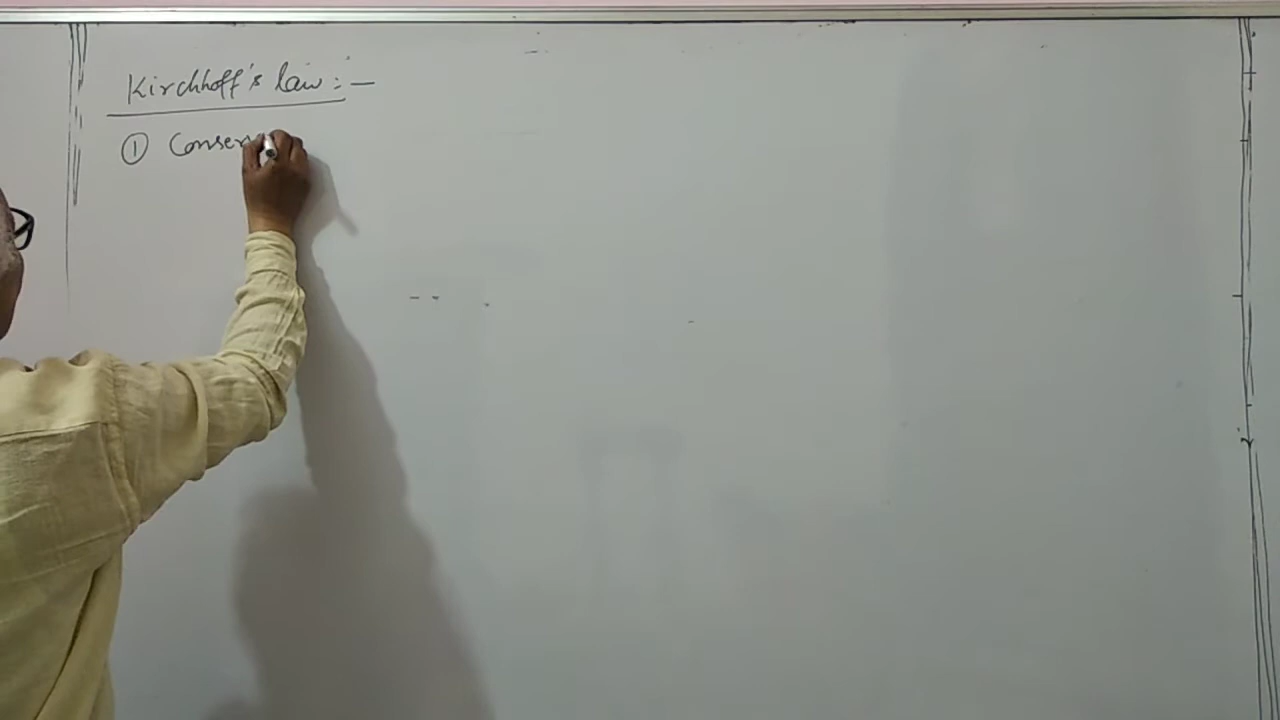 Kirchhoff's law :-
① Conser